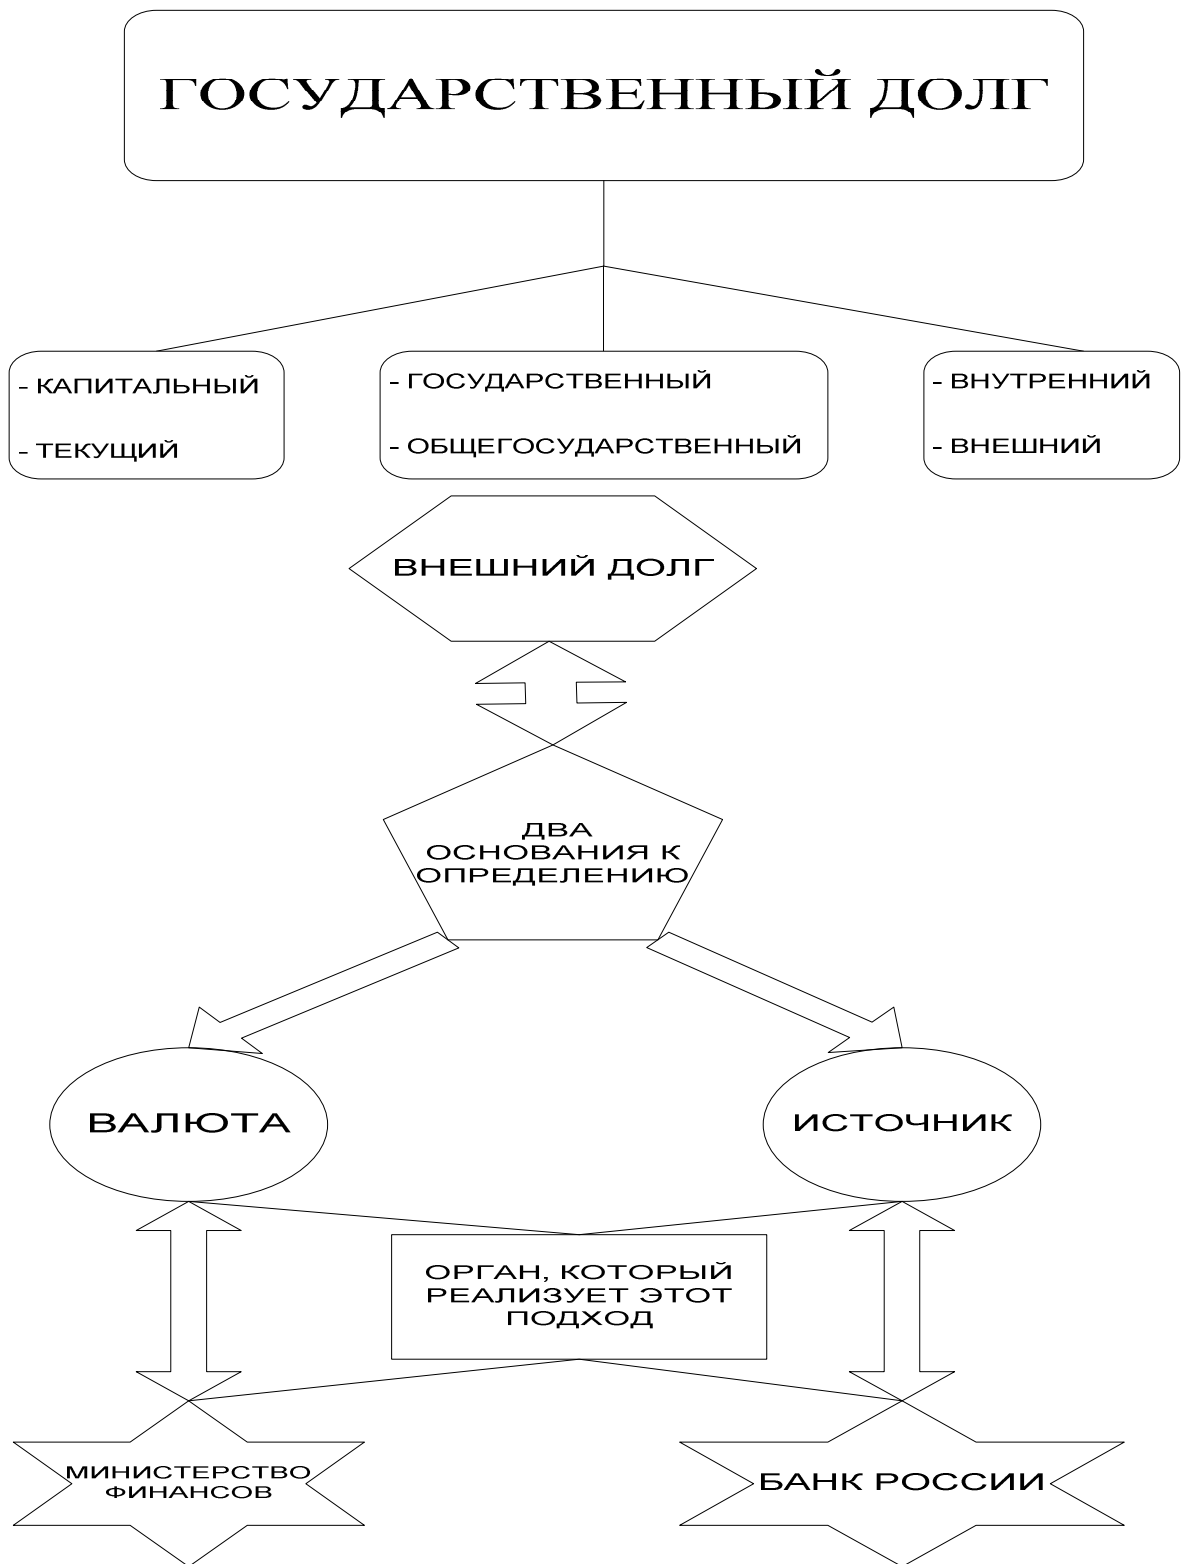 ГОСУДАРСТВЕННЫЙ ДОЛГ
- КАПИТАЛЬНЫЙ
- ТЕКУЩИЙ
- ГОСУДАРСТВЕННЫЙ
- ОБЩЕГОСУДАРСТВЕННЫЙ
- ВНУТРЕННИЙ
- ВНЕШНИЙ
ВНЕШНИЙ ДОЛГ
ДВА
ОСНОВАНИЯ К
ОПРЕДЕЛЕНИЮ
ВАЛЮТА
ИСТОЧНИК
ОРГАН, КОТОРЫЙ
РЕАЛИЗУЕТ ЭТОТ
ПОДХОД
МИНИСТЕРСТВО
ФИНАНСОВ
БАНК РОССИИ